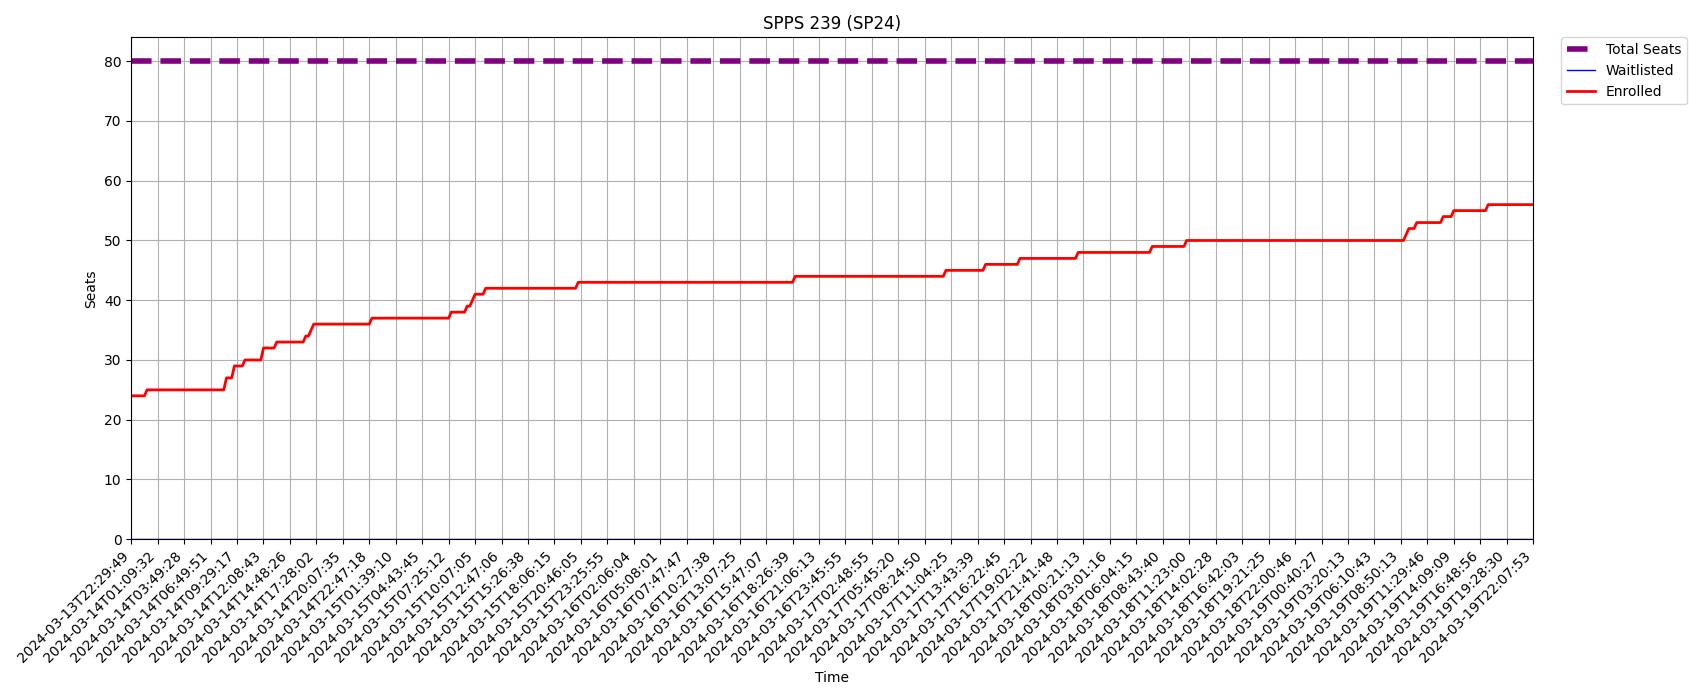 SPPS 239 (SP24)
Total Seats
Waitlisted
Enrolled
Seats
80
70
60
50
40
30
20
10
0
2024-03-13T22:29:49
2024-03-14T01:09:32
2024-03-14T03:49:28
2024-03-14T06:49:51
2024-03-14T09:29:17
2024-03-14T12:08:43
2024-03-14T14:48:26
2024-03-14T17:28:02
2024-03-14T20:07:35
2024-03-14T22:47:18
2024-03-15T01:39:10
2024-03-15T04:43:45
2024-03-15T07:25:12
2024-03-15T10:07:05
2024-03-15T12:47:06
2024-03-15T15:26:38
2024-03-15T18:06:15
2024-03-15T20:46:05
2024-03-15T23:25:55
2024-03-16T02:06:04
2024-03-16T05:08:01
2024-03-16T07:47:47
2024-03-16T10:27:38
2024-03-16T13:07:25
2024-03-16T15:47:07
2024-03-16T18:26:39
2024-03-16T21:06:13
2024-03-16T23:45:55
2024-03-17T02:48:55
2024-03-17T05:45:20
2024-03-17T08:24:50
2024-03-17T11:04:25
2024-03-17T13:43:39
2024-03-17T16:22:45
2024-03-17T19:02:22
2024-03-17T21:41:48
2024-03-18T00:21:13
2024-03-18T03:01:16
2024-03-18T06:04:15
2024-03-18T08:43:40
2024-03-18T11:23:00
2024-03-18T14:02:28
2024-03-18T16:42:03
2024-03-18T19:21:25
2024-03-18T22:00:46
2024-03-19T00:40:27
2024-03-19T03:20:13
2024-03-19T06:10:43
2024-03-19T08:50:13
2024-03-19T11:29:46
2024-03-19T14:09:09
2024-03-19T16:48:56
2024-03-19T19:28:30
2024-03-19T22:07:53
Time